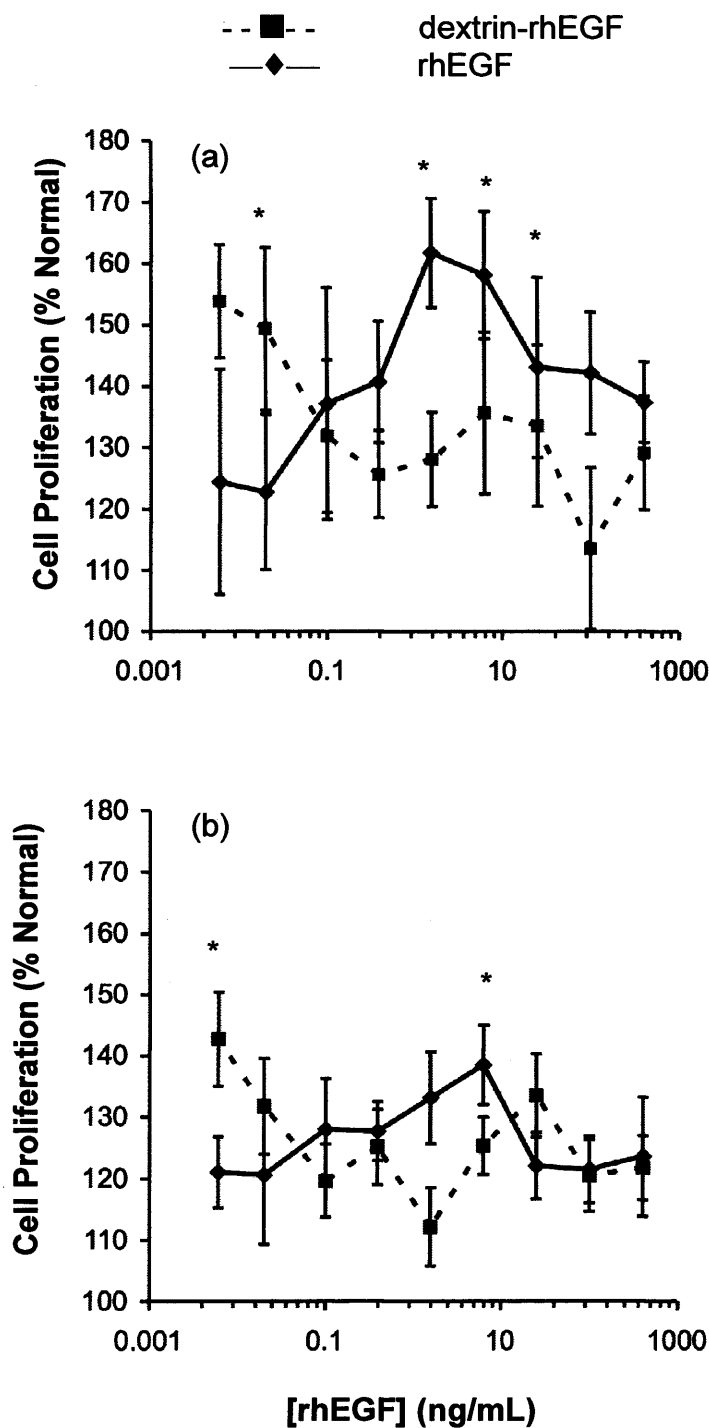 dextrin-rhEGF
rhEGF
(a)
Cell Proliferation (% Normal)
180
170
160
150
140
130
120
110
100
* * * *
0.001 0.1 10 1000
(b)
Cell Proliferation (% Normal)
180
170
160
150
140
130
120
110
100
* *
0.001 0.1 10 1000
[rhEGF] (ng/mL)